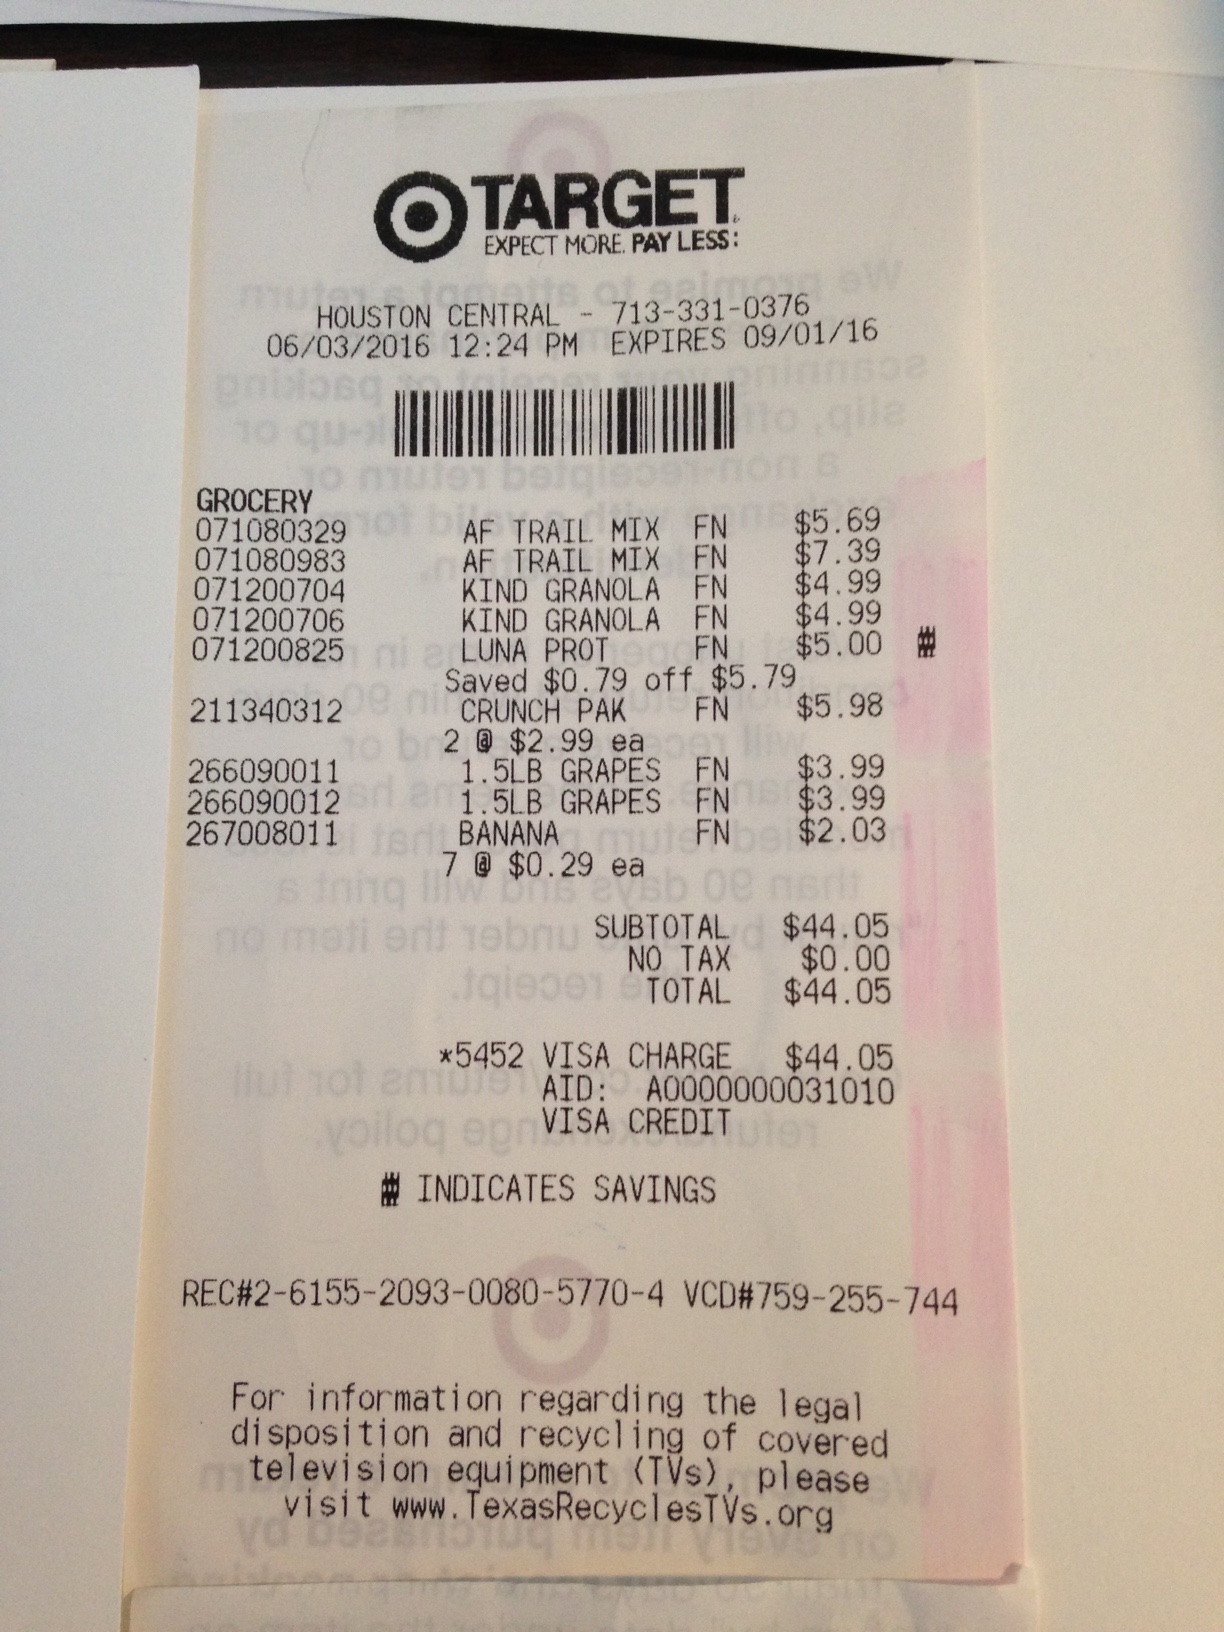 TARGET
EXPECT MORE. PAY LESS.
HOUSTON CENTRAL - 713-331-0376
06/03/2016 12:24 PM EXPIRES 09/01/16
GROCERY
071080329 AF TRAIL MIX FN $5.69
071080983 AF TRAIL MIX FN $7.39
071200704 KIND GRANOLA FN $4.99
071200706 KIND GRANOLA FN $4.99
071200825 LUNA PROT FN $5.00 #
Saved $0.79 off $5.79
211340312 CRUNCH PAK FN $5.98
2 @ $2.99 ea
266090011 1.5LB GRAPES FN $3.99
266090012 1.5LB GRAPES FN $3.99
267008011 BANANA FN $2.03
7 @ $0.29 ea
SUBTOTAL $44.05
NO TAX $0.00
TOTAL $44.05
*5452 VISA CHARGE $44.05
AID: A0000000031010
VISA CREDIT
# INDICATES SAVINGS
REC#2-6155-2093-0080-5770-4 VCD#759-255-744
For information regarding the legal
disposition and recycling of covered
television equipment (TVs), please
visit www.TexasRecyclesTVs.org